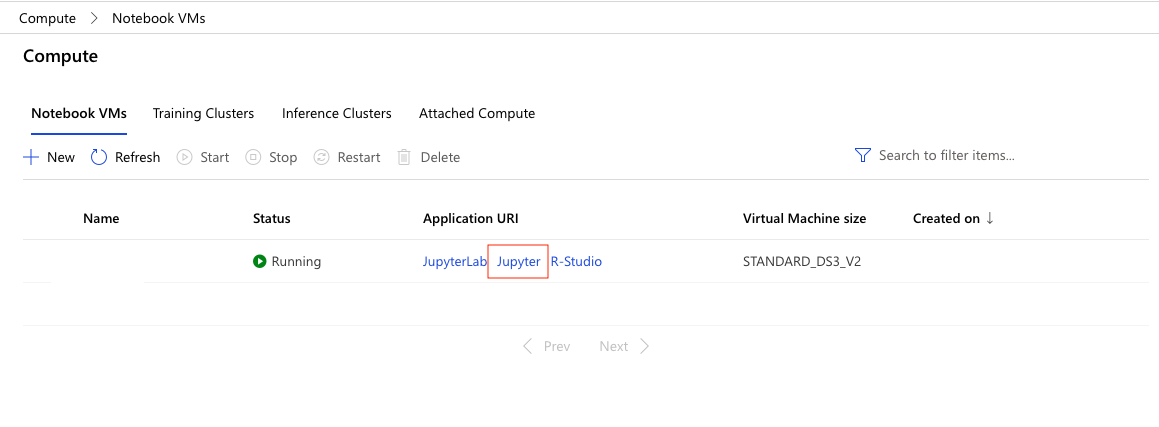 Compute > Notebook VMs
Compute
Notebook VMs Training Clusters Inference Clusters Attached Compute
New Refresh Start Stop Restart Delete Search to filter items...
Name Status Application URI Virtual Machine size Created on ↓
Running JupyterLab Jupyter R-Studio STANDARD_DS3_V2
< Prev Next >